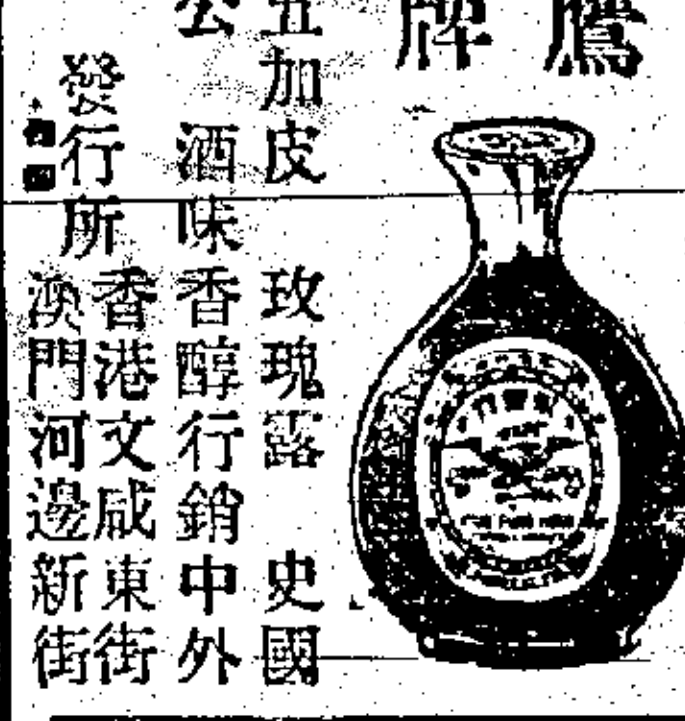 鷹
牌
五加皮 玫瑰露 史國
公 酒味香醇行銷中外
發行所
香港文咸東街
澳門河邊新街